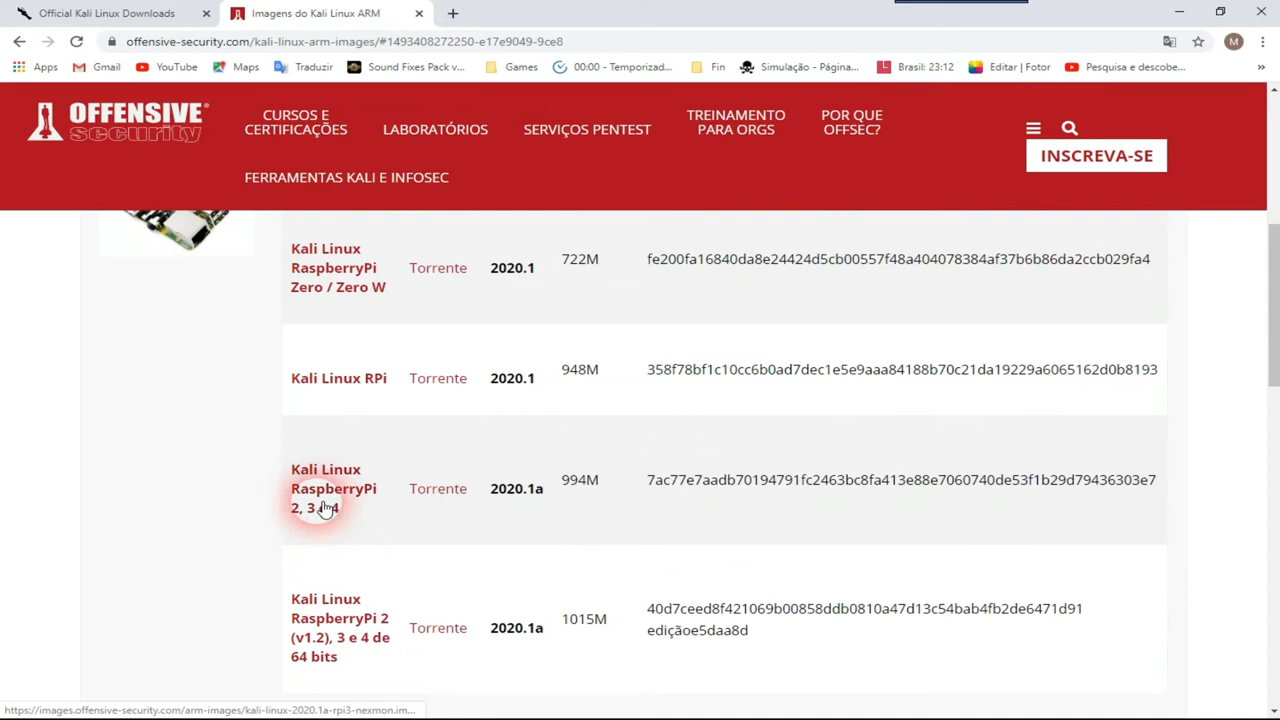 Official Kali Linux Downloads
Imagens do Kali Linux ARM
offensive-security.com/kali-linux-arm-images/#1493408272250-e17e9049-9ce8
M
Apps
Gmail
YouTube
Maps
Traduzir
Sound Fixes Pack v...
Games
00:00 - Temporizad...
Fin
Simulação - Págin...
Brasil: 23:12
Editar | Fotor
Pesquisa e descobe...
OFFENSIVE
security
CURSOS E
CERTIFICAÇÕES
LABORATÓRIOS
SERVIÇOS PENTEST
TREINAMENTO
PARA ORGS
POR QUE
OFFSEC?
INSCREVA-SE
FERRAMENTAS KALI E INFOSEC
Kali Linux
RaspberryPi
Zero / Zero W
Torrente
2020.1
722M
fe200fa16840da8e24424d5cb00557f48a404078384af37b6b86da2ccb029fa4
Kali Linux RPi
Torrente
2020.1
948M
358f78bf1c10cc6b0ad7dec1e5e9aaa84188b70c21da19229a6065162d0b8193
Kali Linux
RaspberryPi
2, 3 4
Torrente
2020.1a
994M
7ac77e7aadb70194791fc2463bc8fa413e88e7060740de53f1b29d79436303e7
Kali Linux
RaspberryPi 2
(v1.2), 3 e 4 de
64 bits
Torrente
2020.1a
1015M
40d7ceed8f421069b00858ddb0810a47d13c54bab4fb2de6471d91
ediçãoe5daa8d
https://images.offensive-security.com/arm-images/kali-linux-2020.1a-rpi3-nexmon.im...